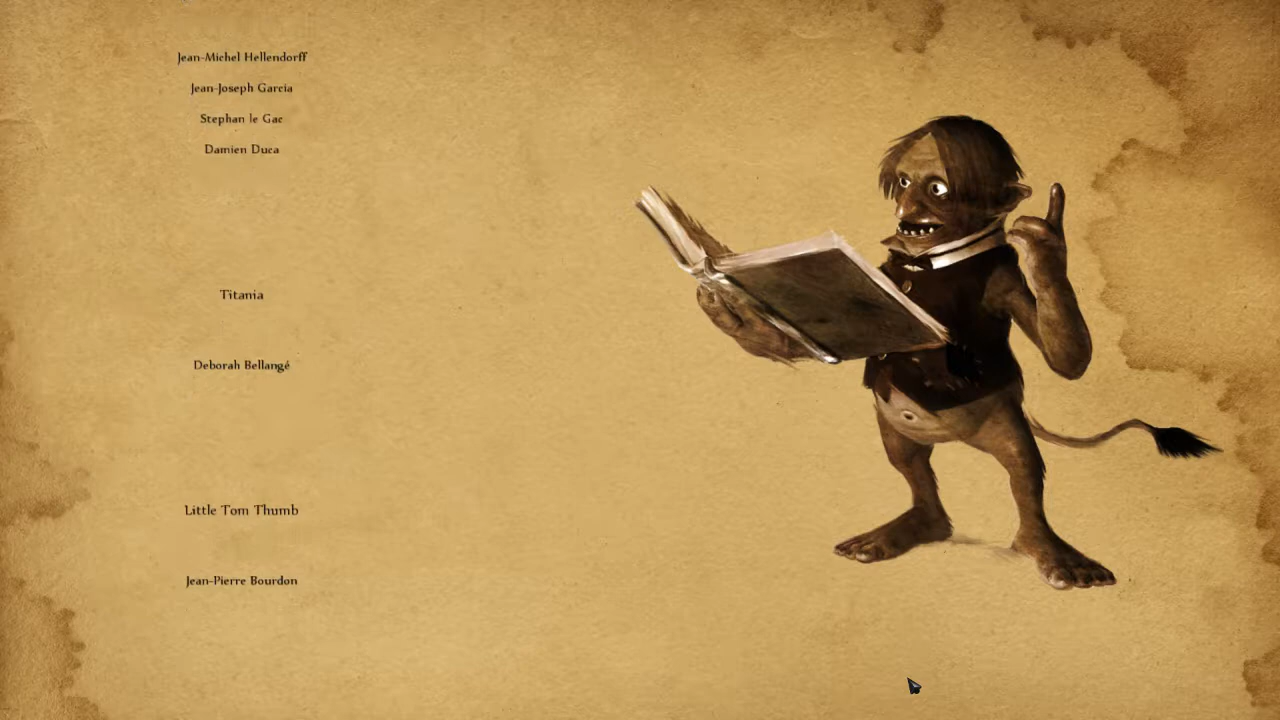 Jean-Michel Hellendorff
Jean-Joseph Garcia
Stephan le Gac
Damien Duca
Titania
Deborah Bellangé
Little Tom Thumb
Jean-Pierre Bourdon